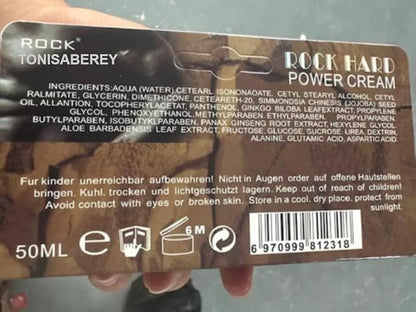 ROCK®
TONISABEREY
ROCK HARD
POWER CREAM
INGREDIENTS:AQUA (WATER),CETEARL ISONONOATE, CETYL STEARYL ALCOHOL, CETYL
RALMITATE, GLYCERIN, DIMETHICONE, CETEARETH-20, SIMMONDSIA CHINESIS (JOJOBA) SEED
OIL, ALLANTION, TOCOPHERYLACETAT, PANTHENOL, GINKGO BILOBA LEAFEXTRACT, PROPYLENE
GLYCOL, PHENOXYETHANOL,METHYLPARABEN, ETHYLPARABEN, PROPYLPARABEN,
BUTYLPARABEN, ISOBUTYLPARABEN, PANAX GINSENG ROOT EXTRACT, HEXYLENE GLYCOL,
ALOE BARBADENSIS LEAF EXTRACT, FRUCTOSE, GLUCOSE, SUCROSE, UREA, DEXTRIN,
ALANINE, GLUTAMIC ACID, ASPARTIC ACID.
Fur kinder unerreichbar aufbewahren! Nicht in Augen order auf offene Hautstellen
bringen. Kuhl. trocken und lichtgeschutzt lagern. Keep out of reach of children!
Avoid contact with eyes or broken skin. Store in a cool. dry place. protect from
sunlight.
50ML
e
6 M
6 970999 812318